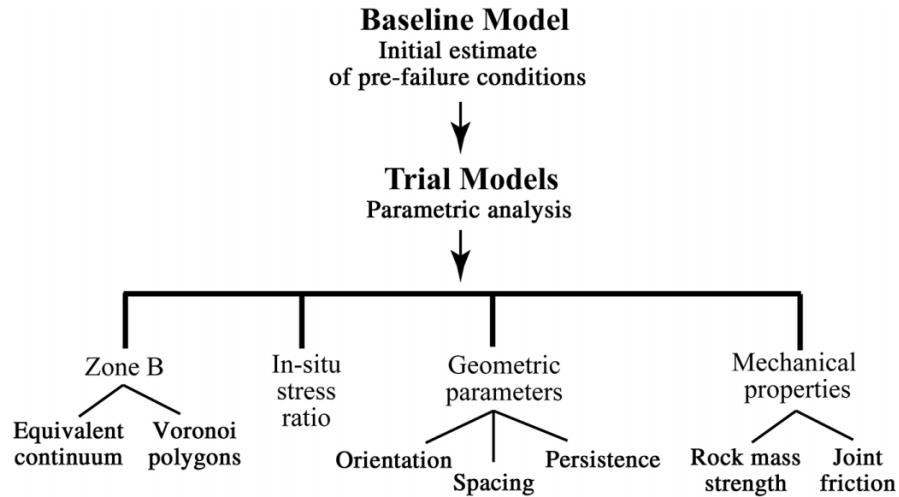 Baseline Model
Initial estimate
of pre-failure conditions
Trial Models
Parametric analysis
Zone B
In-situ
stress
ratio
Geometric
parameters
Mechanical
properties
Equivalent
continuum
Voronoi
polygons
Orientation
Spacing
Persistence
Rock mass
strength
Joint
friction